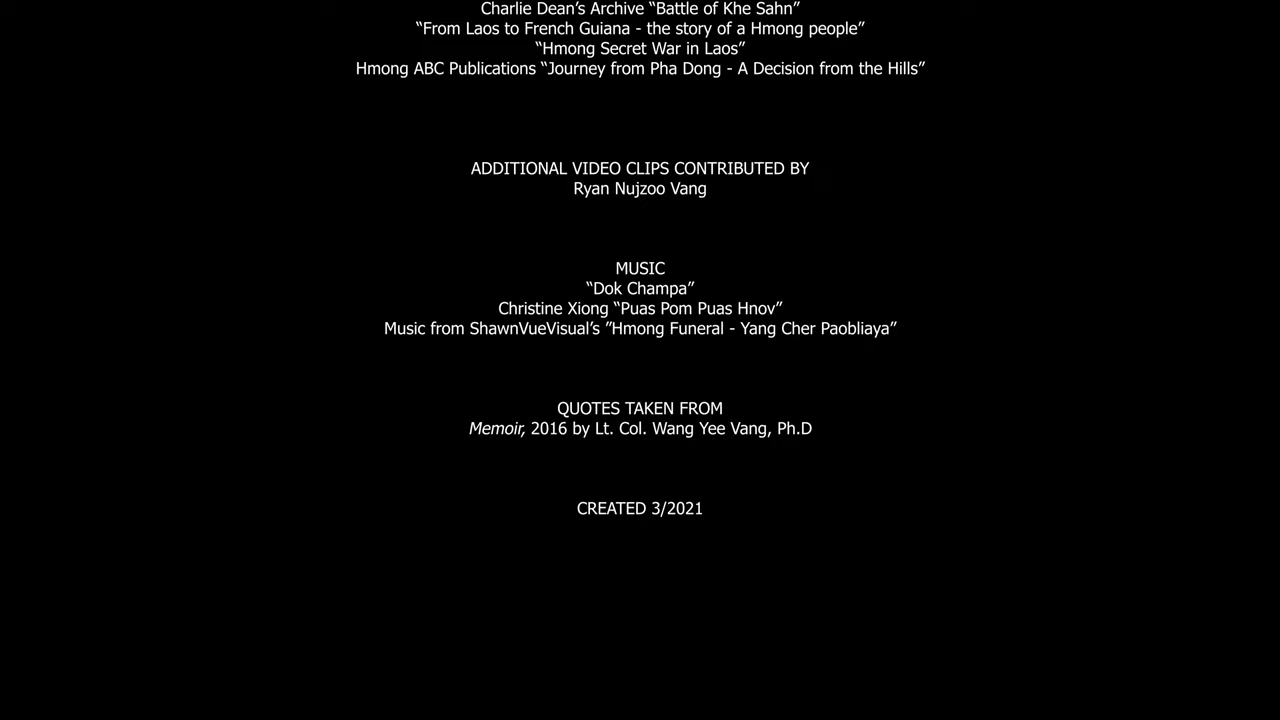 Charlie Dean’s Archive “Battle of Khe Sahn”
“From Laos to French Guiana - the story of a Hmong people”
“Hmong Secret War in Laos”
Hmong ABC Publications “Journey from Pha Dong - A Decision from the Hills”
ADDITIONAL VIDEO CLIPS CONTRIBUTED BY
Ryan Nujzoo Vang
MUSIC
“Dok Champa”
Christine Xiong “Puas Pom Puas Hnov”
Music from ShawnVueVisual’s ”Hmong Funeral - Yang Cher Paobliaya”
QUOTES TAKEN FROM
Memoir, 2016 by Lt. Col. Wang Yee Vang, Ph.D
CREATED 3/2021